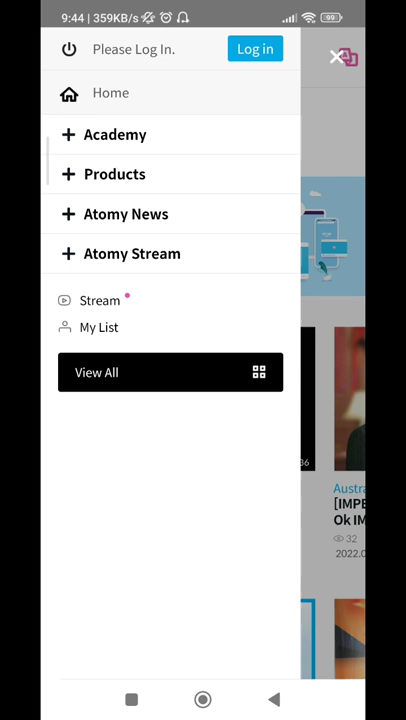 9:44 | 359KB/s
99
Please Log In.
Log in
Home
Academy
Products
Atomy News
Atomy Stream
Stream
My List
View All
36
Austra
[IMPE
Ok IM
32
2022.0